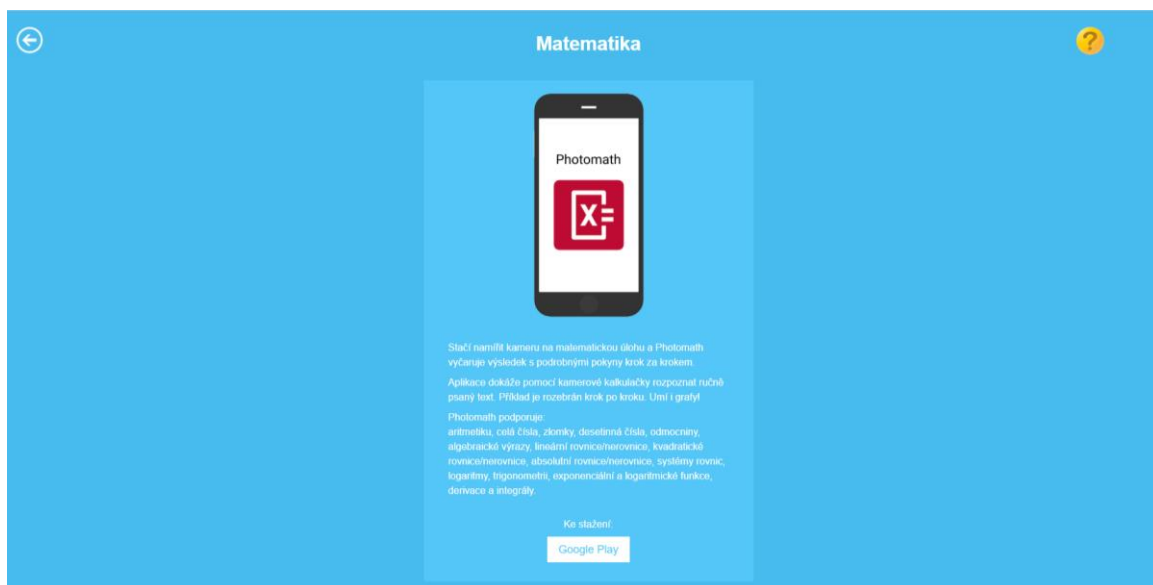 Matematika
Photomath
X=
Stačí namířit kameru na matematickou úlohu a Photomath
vyčaruje výsledek s podrobnými pokyny krok za krokem.
Aplikace dokáže pomocí kamerové kalkulačky rozpoznat ručně
psaný text. Příklad je rozebrán krok po kroku. Umí i grafy!
Photomath podporuje:
aritmetiku, celá čísla, zlomky, desetinná čísla, odmocniny,
algebraické výrazy, lineární rovnice/nerovnice, kvadratické
rovnice/nerovnice, absolutní rovnice/nerovnice, systémy rovnic,
logaritmy, trigonometrii, exponenciální a logaritmické funkce,
derivace a integrály.
Ke stažení:
Google Play